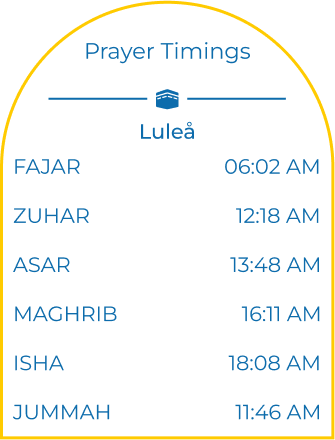 Prayer Timings
Luleå
FAJAR 06:02 AM
ZUHAR 12:18 AM
ASAR 13:48 AM
MAGHRIB 16:11 AM
ISHA 18:08 AM
JUMMAH 11:46 AM